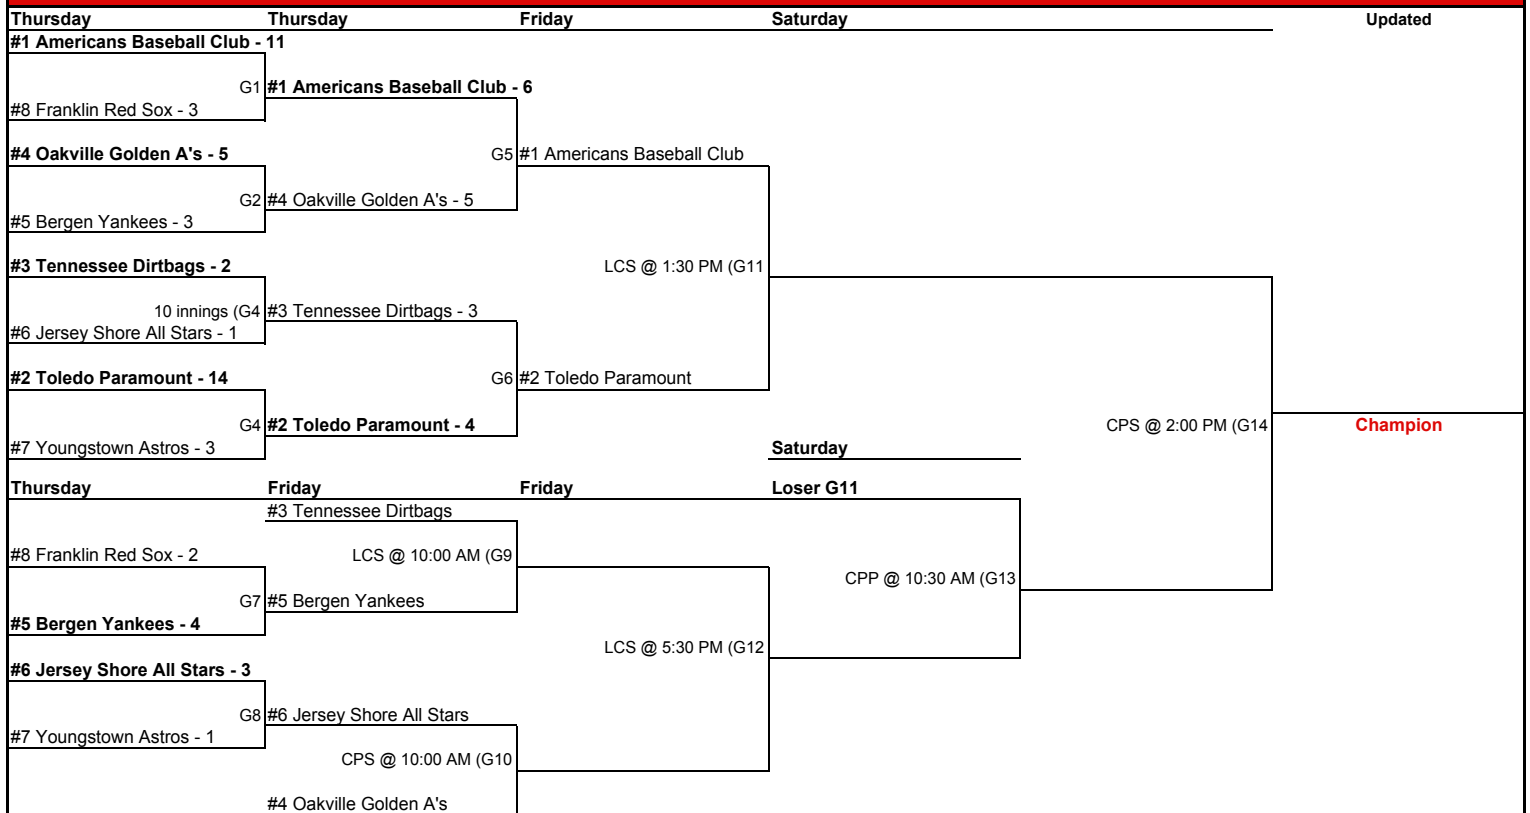 Thursday Thursday Friday Saturday Updated
#1 Americans Baseball Club - 11
G1 #1 Americans Baseball Club - 6
#8 Franklin Red Sox - 3
#4 Oakville Golden A's - 5 G5 #1 Americans Baseball Club
G2 #4 Oakville Golden A's - 5
#5 Bergen Yankees - 3
#3 Tennessee Dirtbags - 2 LCS @ 1:30 PM (G11
10 innings (G4 #3 Tennessee Dirtbags - 3
#6 Jersey Shore All Stars - 1
#2 Toledo Paramount - 14 G6 #2 Toledo Paramount
G4 #2 Toledo Paramount - 4 CPS @ 2:00 PM (G14 Champion
#7 Youngstown Astros - 3 Saturday
Thursday Friday Friday Loser G11
#3 Tennessee Dirtbags
#8 Franklin Red Sox - 2 LCS @ 10:00 AM (G9
CPP @ 10:30 AM (G13
G7 #5 Bergen Yankees
#5 Bergen Yankees - 4
LCS @ 5:30 PM (G12
#6 Jersey Shore All Stars - 3
G8 #6 Jersey Shore All Stars
#7 Youngstown Astros - 1
CPS @ 10:00 AM (G10
#4 Oakville Golden A's